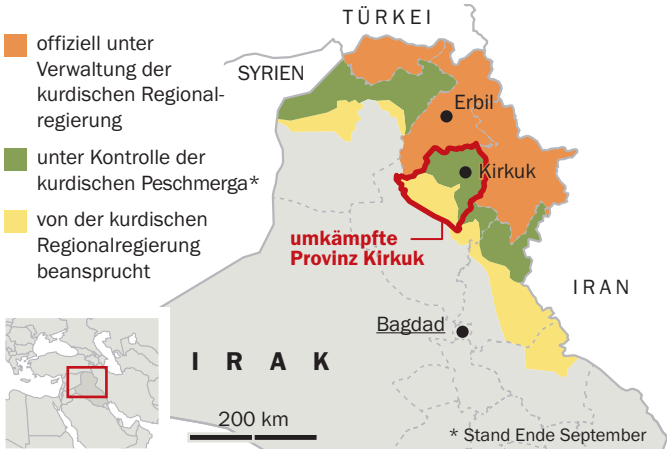 TÜRKEI
SYRIEN
offiziell unter
Verwaltung der
kurdischen Regional-
regierung
unter Kontrolle der
kurdischen Peschmerga*
von der kurdischen
Regionalregierung
beansprucht
Erbil
Kirkuk
umkämpfte
Provinz Kirkuk
IRAN
Bagdad
IRAK
200 km
* Stand Ende September